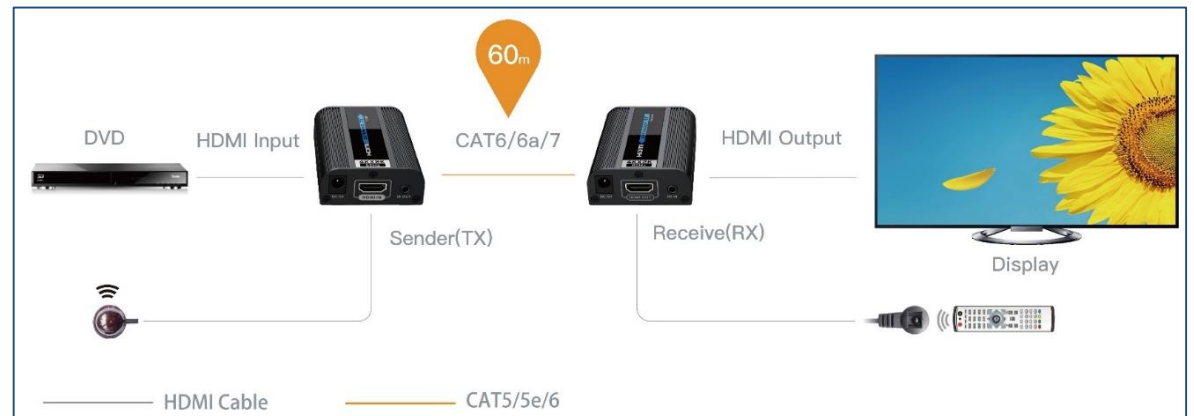 60m
DVD
HDMI Input
CAT6/6a/7
HDMI Output
Sender(TX)
Receive(RX)
Display
HDMI Cable
CAT5/5e/6